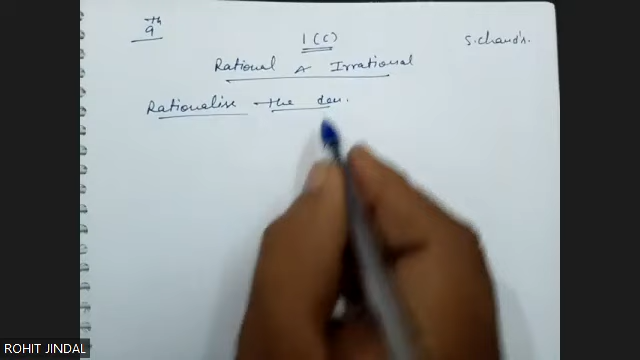 9th
1(C)
S. Chand's.
Rational & Irrational
Rationalise the den.
ROHIT JINDAL